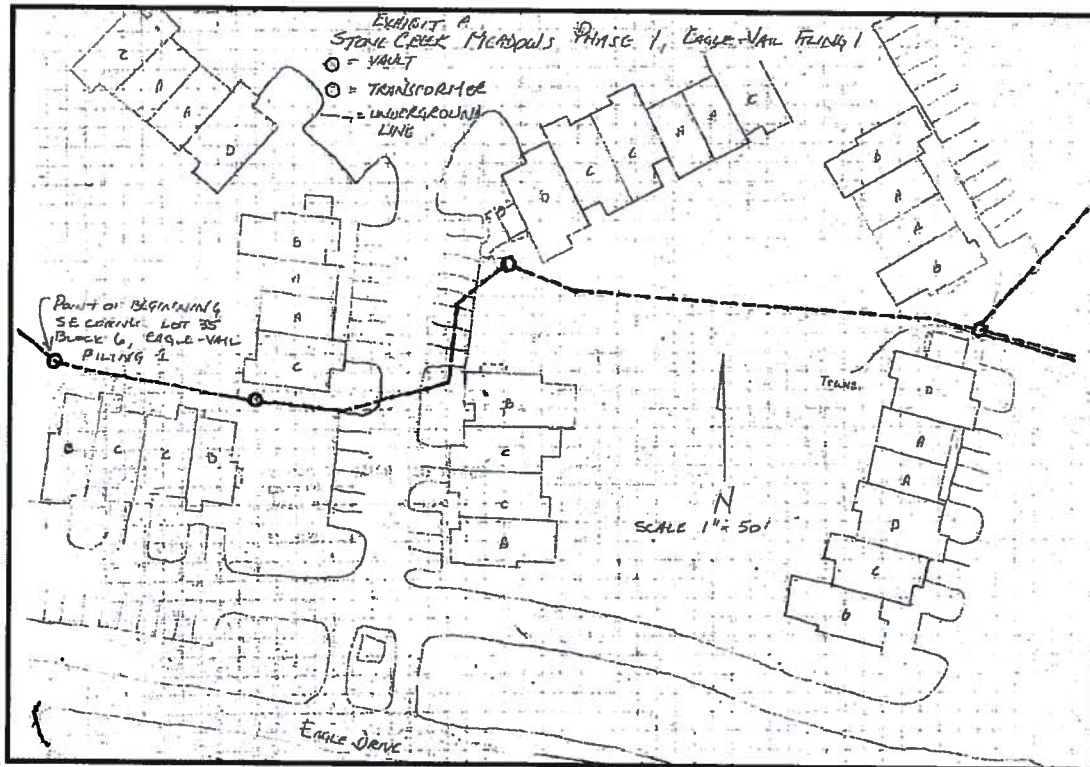 EXHIBIT A
STONE CREEK MEADOWS PHASE 1, EAGLE-VAIL FILING 1
= VAULT
= TRANSFORMER
= UNDERGROUND
LINE
C
A
A
D
D
C
C
A
A
C
B
A
A
B
B
A
A
C
POINT OF BEGINNING
SE CORNER LOT 35
BLOCK 6, EAGLE-VAIL
FILING 1
TRANS.
B
C
C
B
B
C
C
B
D
A
A
D
C
B
N
SCALE 1"= 50'
EAGLE DRIVE